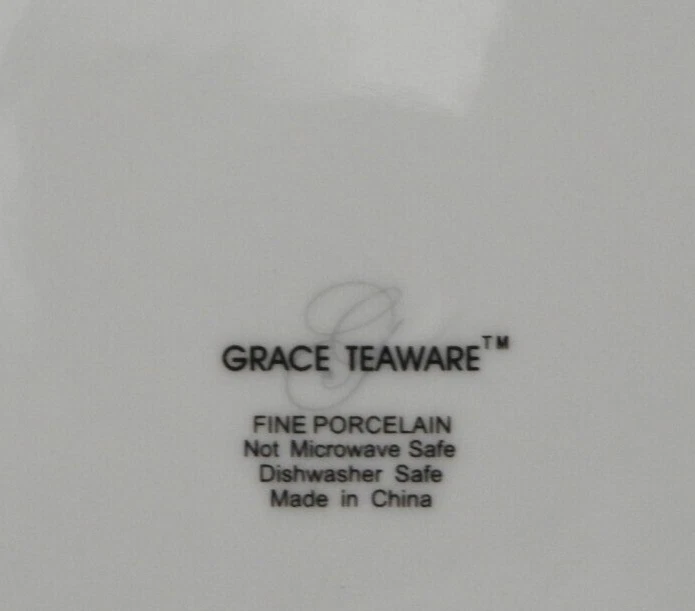 G
GRACE TEAWARE™
FINE PORCELAIN
Not Microwave Safe
Dishwasher Safe
Made in China